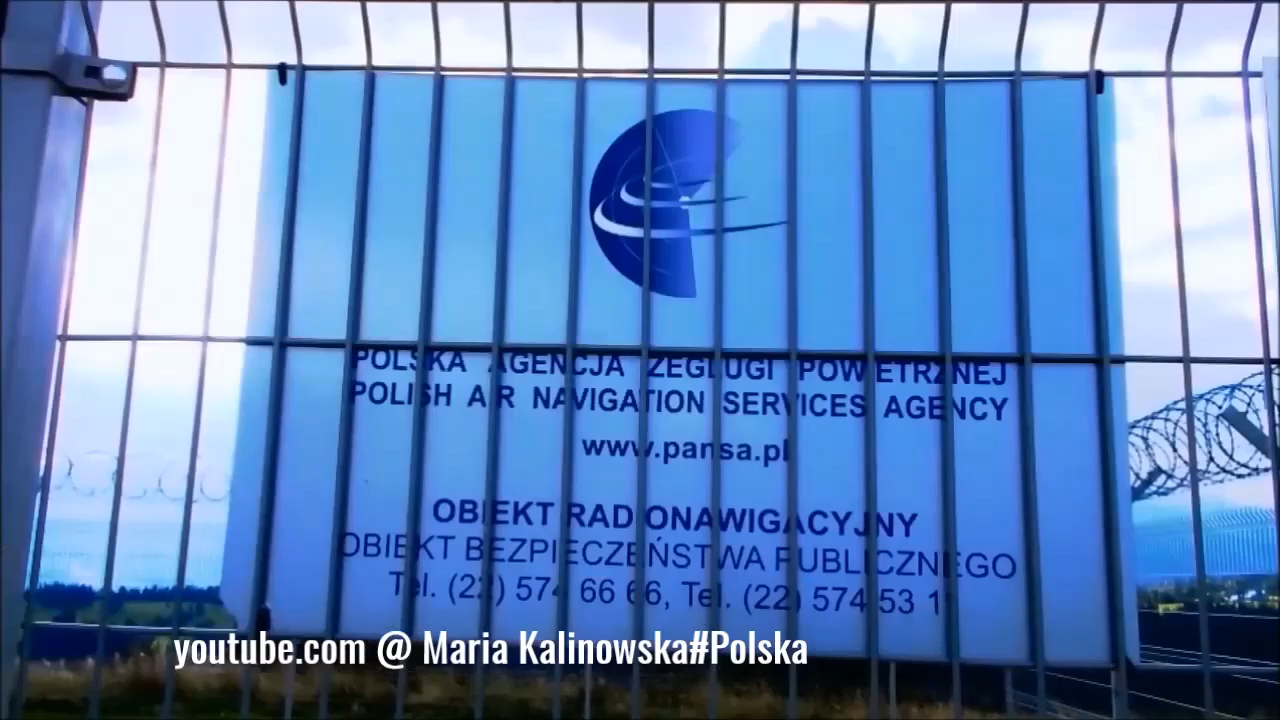 POLSKA AGENCJA ŻEGLUGI POWIETRZNEJ
POLISH AIR NAVIGATION SERVICES AGENCY
www.pansa.pl
OBIEKT RADIONAWIGACYJNY
OBIEKT BEZPIECZEŃSTWA PUBLICZNEGO
Tel. (22) 574 66 66, Tel. (22) 574 53 11
youtube.com @ Maria Kalinowska#Polska